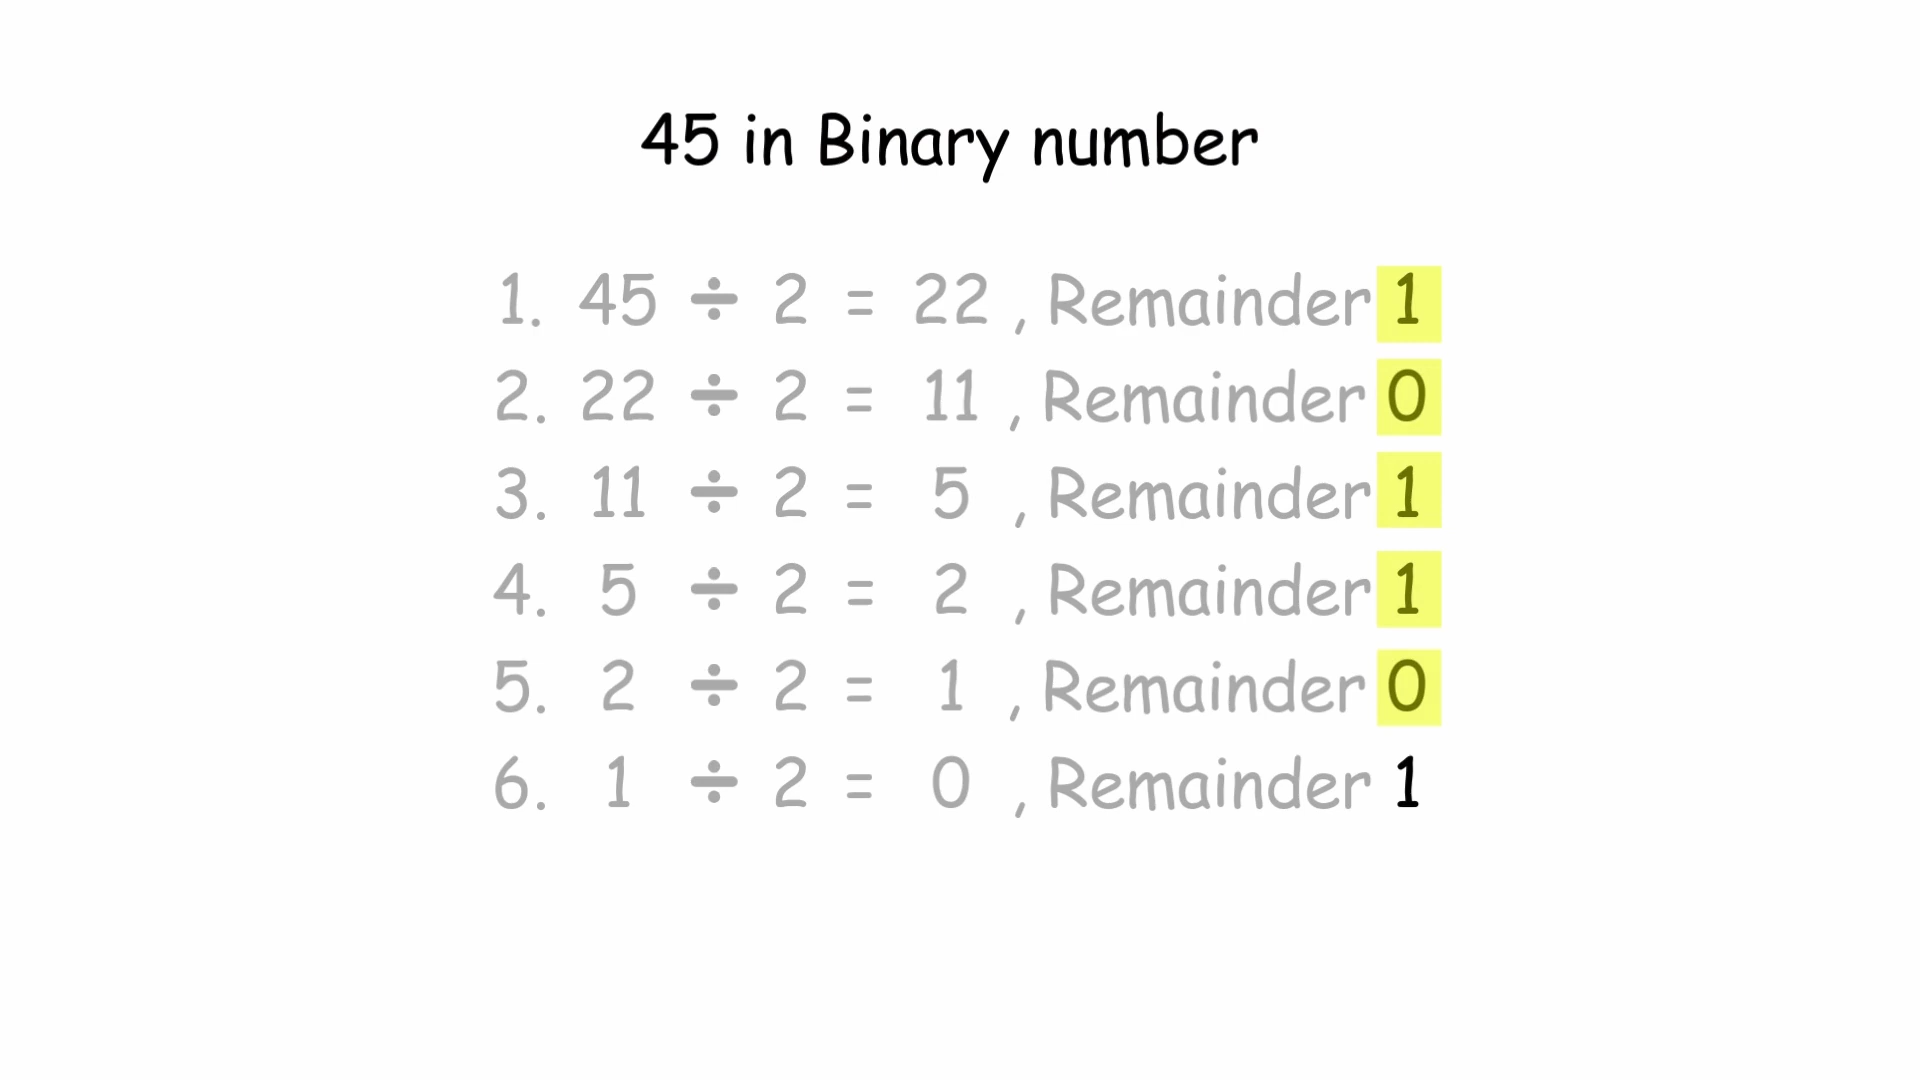 45 in Binary number
1. 45 ÷ 2 = 22 , Remainder 1
2. 22 ÷ 2 = 11 , Remainder 0
3. 11 ÷ 2 = 5 , Remainder 1
4. 5 ÷ 2 = 2 , Remainder 1
5. 2 ÷ 2 = 1 , Remainder 0
6. 1 ÷ 2 = 0 , Remainder 1